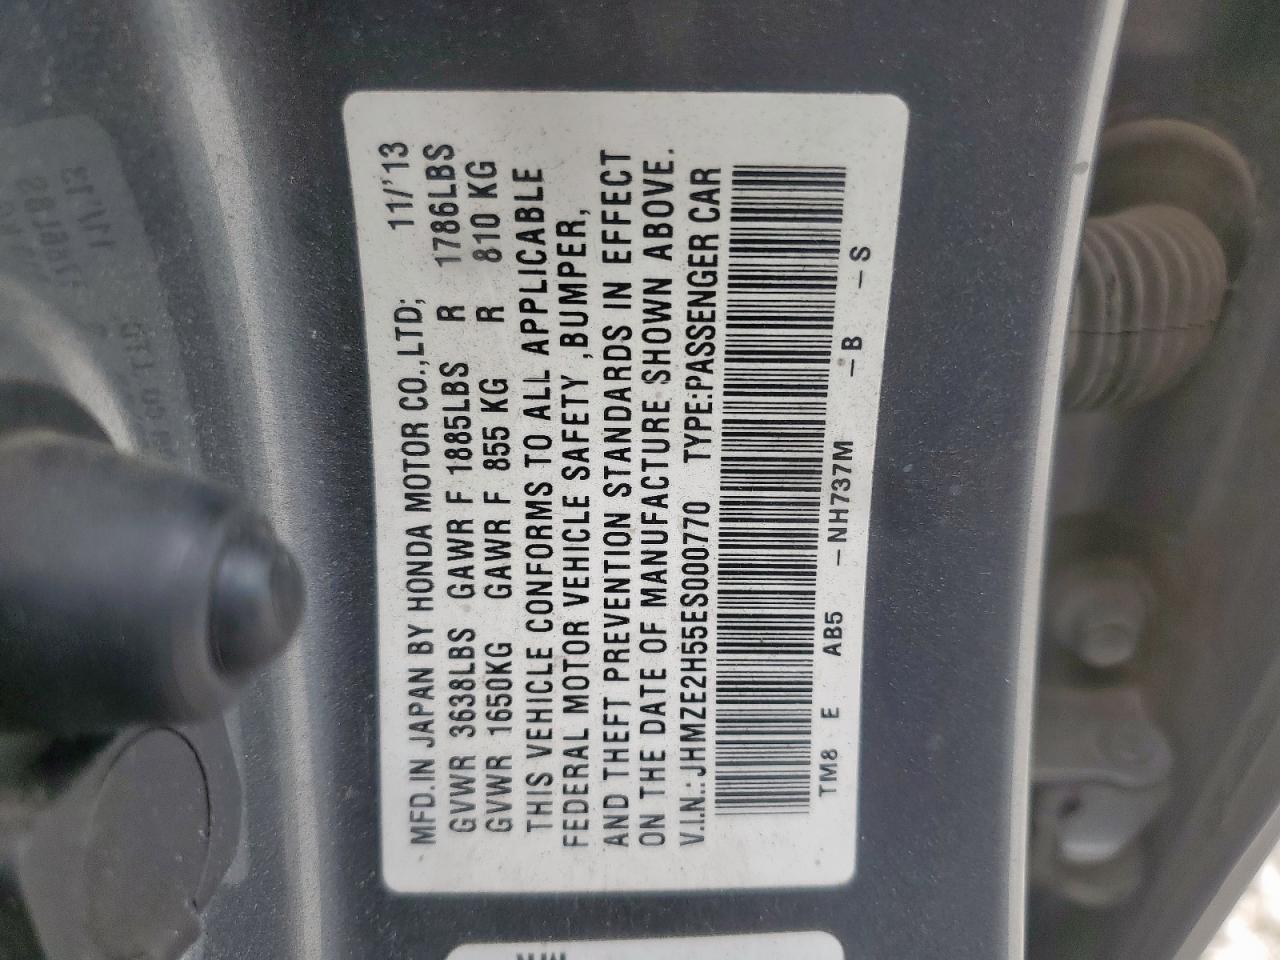 MFD.IN JAPAN BY HONDA MOTOR CO.,LTD; 11/'13
GVWR 3638LBS GAWR F 1885LBS R 1786LBS
GVWR 1650KG GAWR F 855 KG R 810 KG
THIS VEHICLE CONFORMS TO ALL APPLICABLE
FEDERAL MOTOR VEHICLE SAFETY ,BUMPER,
AND THEFT PREVENTION STANDARDS IN EFFECT
ON THE DATE OF MANUFACTURE SHOWN ABOVE.
V.I.N.: JHMZE2H55ES000770 TYPE:PASSENGER CAR
TM8 E AB5 -NH737M -B -S